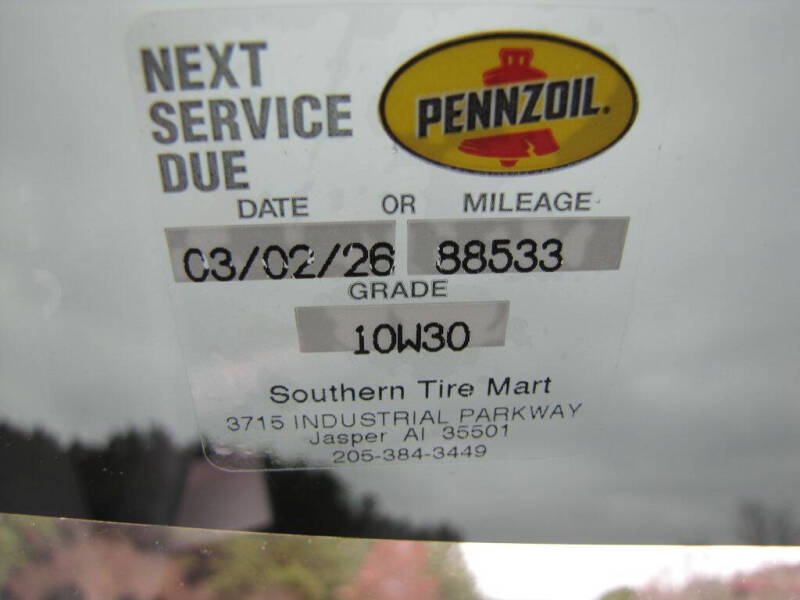 NEXT
SERVICE
DUE
PENNZOIL.
DATE OR MILEAGE
03/02/26 88533
GRADE
10W30
Southern Tire Mart
3715 INDUSTRIAL PARKWAY
Jasper Al 35501
205-384-3449